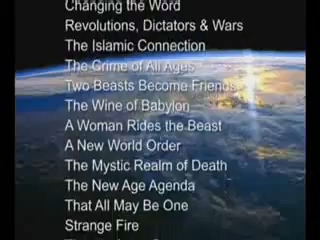 Changing the Word
Revolutions, Dictators & Wars
The Islamic Connection
The Crime of All Ages
Two Beasts Become Friends
The Wine of Babylon
A Woman Rides the Beast
A New World Order
The Mystic Realm of Death
The New Age Agenda
That All May Be One
Strange Fire